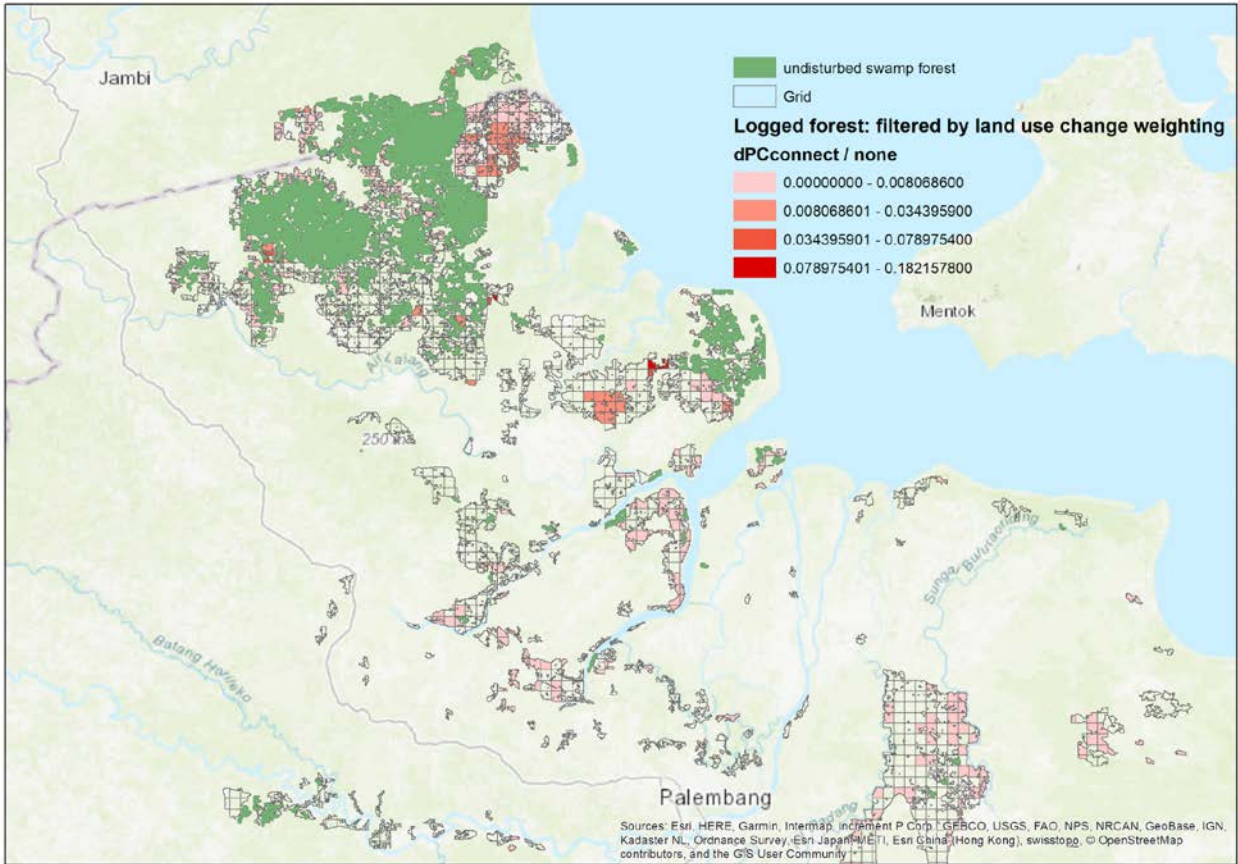 Jambi
undisturbed swamp forest
Grid
Logged forest: filtered by land use change weighting
dPCconnect / none
0.00000000 - 0.008068600
0.008068601 - 0.034395900
0.034395901 - 0.078975400
0.078975401 - 0.182157800
Mentok
Air Lalang
250 m
Sunga
Batang
Palembang
Sources: Esri, HERE, Garmin, Intermap, increment P Corp., GEBCO, USGS, FAO, NPS, NRCAN, GeoBase, IGN,
Kadaster NL, Ordnance Survey, Esri Japan, METI, Esri China (Hong Kong), swisstopo, © OpenStreetMap
contributors, and the GIS User Community